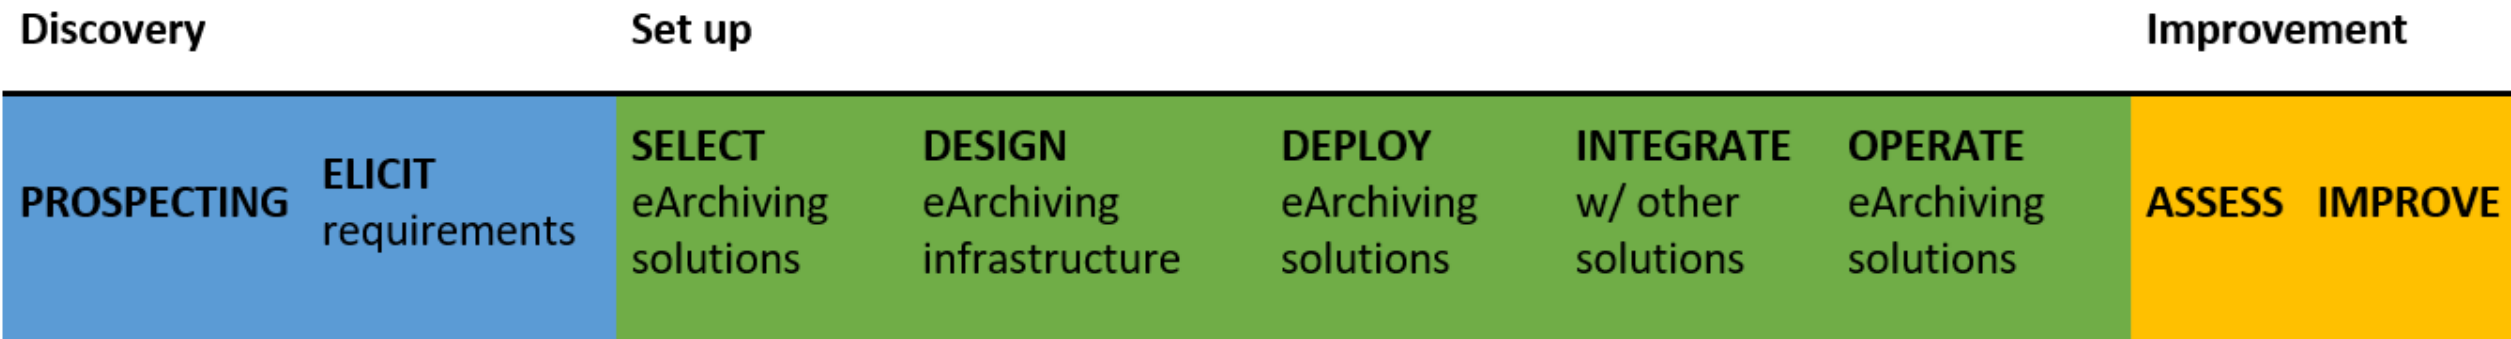 Discovery
Set up
Improvement
PROSPECTING
ELICIT
requirements
SELECT
eArchiving
solutions
DESIGN
eArchiving
infrastructure
DEPLOY
eArchiving
solutions
INTEGRATE
w/ other
solutions
OPERATE
eArchiving
solutions
ASSESS
IMPROVE